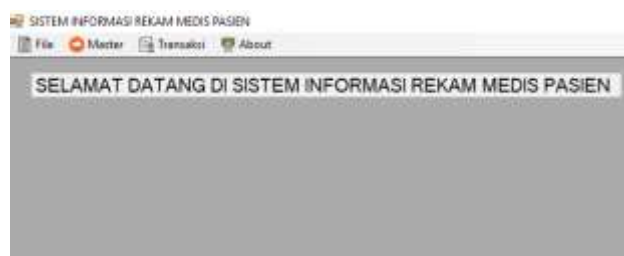 SISTEM INFORMASI REKAM MEDIS PASIEN
File Master Transaksi About
SELAMAT DATANG DI SISTEM INFORMASI REKAM MEDIS PASIEN